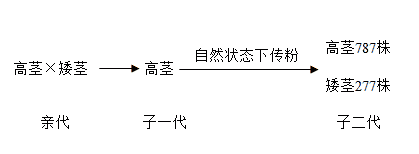 高茎×矮茎
高茎
自然状态下传粉
高茎787株
矮茎277株
亲代
子一代
子二代